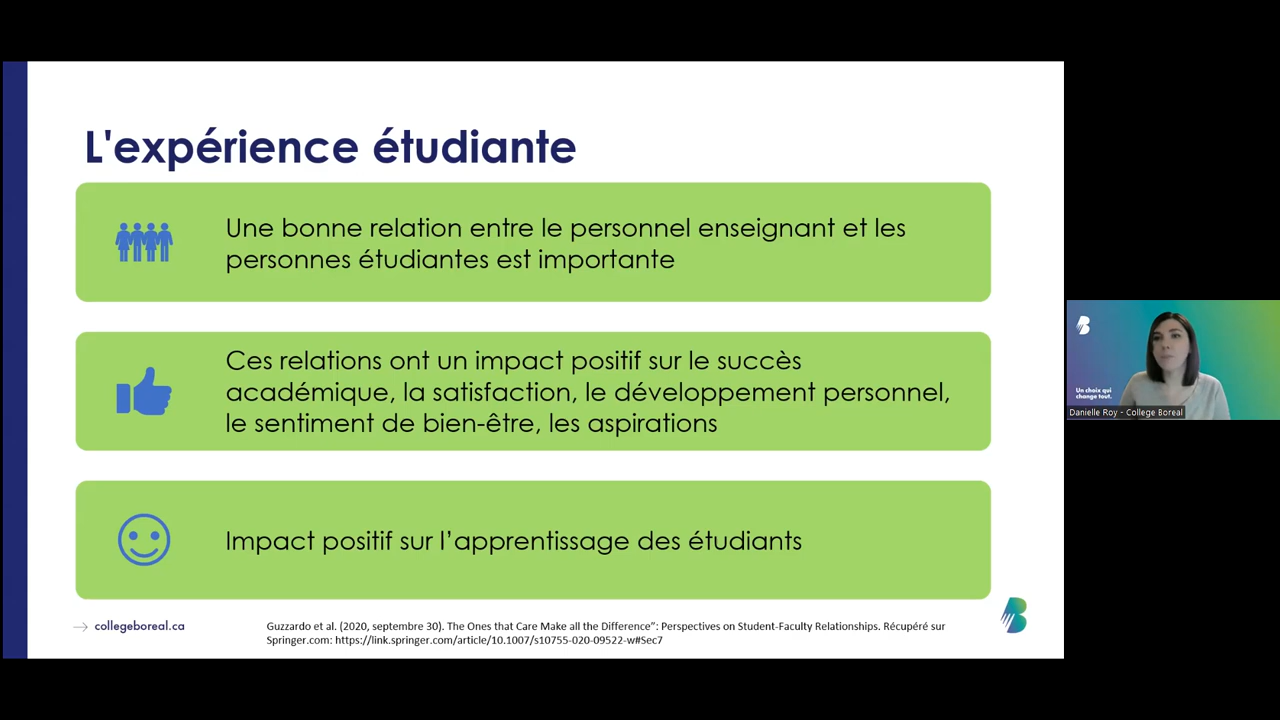 L'expérience étudiante
Une bonne relation entre le personnel enseignant et les
personnes étudiantes est importante
Ces relations ont un impact positif sur le succès
académique, la satisfaction, le développement personnel,
le sentiment de bien-être, les aspirations
Impact positif sur l’apprentissage des étudiants
collegeboreal.ca
Guzzardo et al. (2020, septembre 30). The Ones that Care Make all the Difference”: Perspectives on Student-Faculty Relationships. Récupéré sur
Springer.com: https://link.springer.com/article/10.1007/s10755-020-09522-w#Sec7
B
B
Un choix qui
change tout.
Danielle Roy - College Boreal